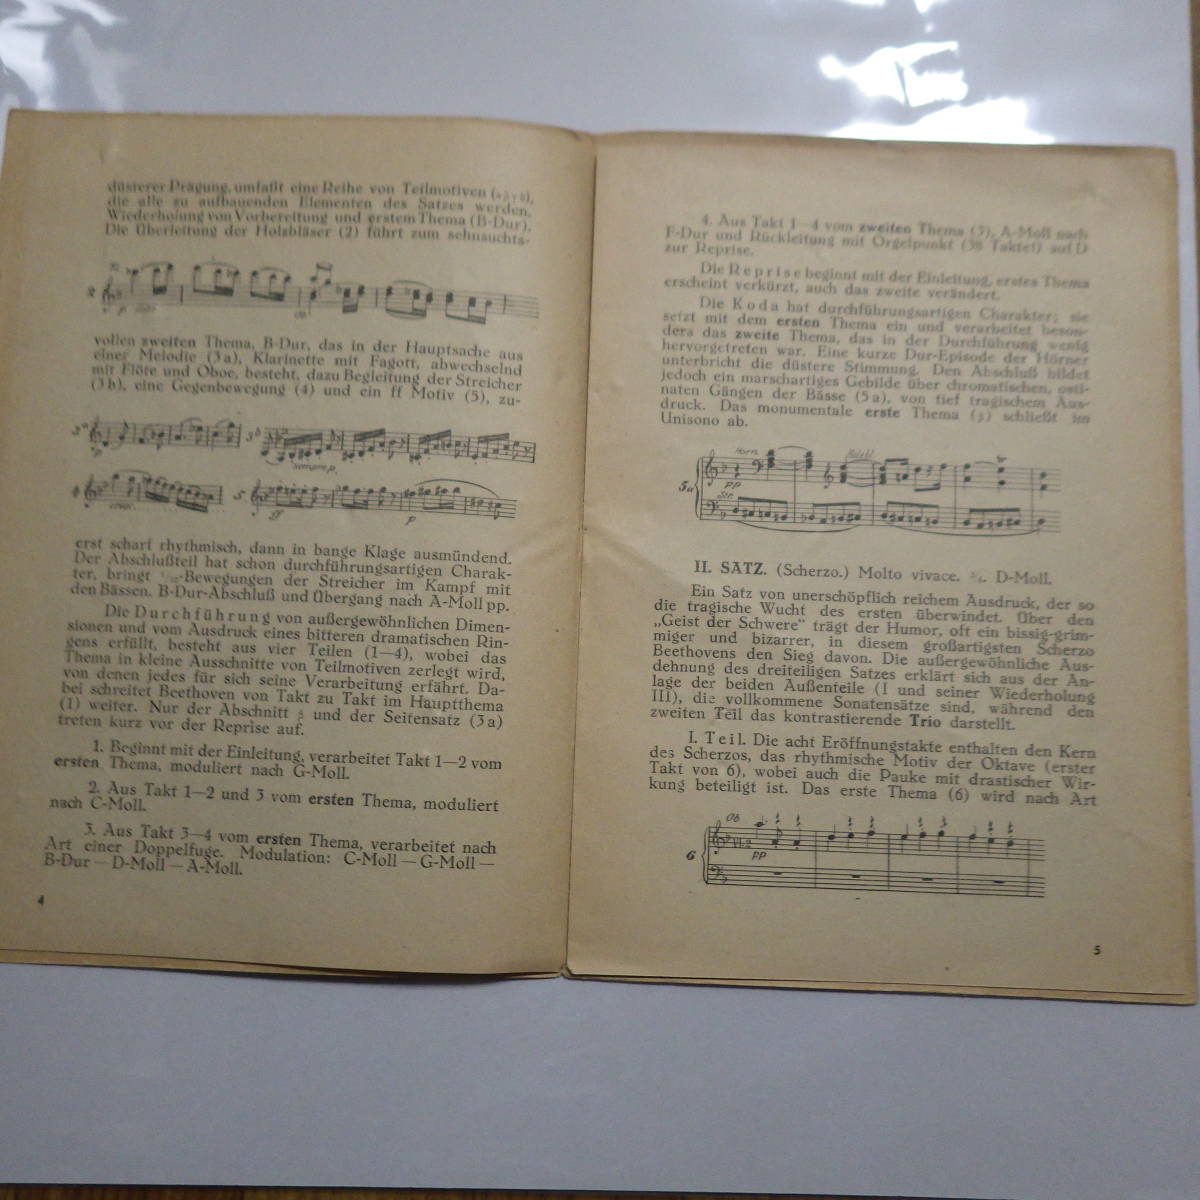 düsterer Prägung, umfaßt eine Reihe von Teilmotiven (α β γ δ),
die alle zu aufbauenden Elementen des Satzes werden.
Wiederholung von Vorbereitung und erstem Thema (B-Dur).
Die Überleitung der Holzbläser (2) führt zum sehnsuchts-
2
p
vollen zweiten Thema, B-Dur, das in der Hauptsache aus
einer Melodie (3a), Klarinette mit Fagott, abwechselnd
mit Flöte und Oboe, besteht, dazu Begleitung der Streicher
(3b), eine Gegenbewegung (4) und ein ff Motiv (5), zu-
3a
p
3b
sempre p.
4
cresc.
5.
ff
p
erst scharf rhythmisch, dann in bange Klage ausmündend.
Der Abschlußteil hat schon durchführungsartigen Charak-
ter, bringt -Bewegungen der Streicher im Kampf mit
den Bässen. B-Dur-Abschluß und Übergang nach A-Moll pp.
Die Durchführung von außergewöhnlichen Dimen-
sionen und vom Ausdruck eines bitteren dramatischen Rin-
gens erfüllt, besteht aus vier Teilen (1—4), wobei das
Thema in kleine Ausschnitte von Teilmotiven zerlegt wird,
von denen jedes für sich seine Verarbeitung erfährt. Da-
bei schreitet Beethoven von Takt zu Takt im Hauptthema
(1) weiter. Nur der Abschnitt β und der Seitensatz (3a)
treten kurz vor der Reprise auf.
1. Beginnt mit der Einleitung, verarbeitet Takt 1—2 vom
ersten Thema, moduliert nach G-Moll.
2. Aus Takt 1—2 und 3 vom ersten Thema, moduliert
nach C-Moll.
3. Aus Takt 3—4 vom ersten Thema, verarbeitet nach
Art einer Doppelfuge. Modulation: C-Moll — G-Moll —
B-Dur — D-Moll — A-Moll.
4
4. Aus Takt 1—4 vom zweiten Thema (3), A-Moll nach
F-Dur und Rückleitung mit Orgelpunkt (38 Takte!) auf D
zur Reprise.
Die Reprise beginnt mit der Einleitung, erstes Thema
erscheint verkürzt, auch das zweite verändert.
Die Koda hat durchführungsartigen Charakter; sie
setzt mit dem ersten Thema ein und verarbeitet beson-
ders das zweite Thema, das in der Durchführung wenig
hervorgetreten war. Eine kurze Dur-Episode der Hörner
unterbricht die düstere Stimmung. Den Abschluß bildet
jedoch ein marschartiges Gebilde über chromatischen, osti-
naten Gängen der Bässe (5a), von tief tragischem Aus-
druck. Das monumentale erste Thema (β) schließt im
Unisono ab.
Horn.
Holzbl.
5a
pp
Str.
II. SATZ. (Scherzo.) Molto vivace. ¾. D-Moll.
Ein Satz von unerschöpflich reichem Ausdruck, der so
die tragische Wucht des ersten überwindet. Über den
„Geist der Schwere“ trägt der Humor, oft ein bissig-grim-
miger und bizarrer, in diesem großartigsten Scherzo
Beethovens den Sieg davon. Die außergewöhnliche Aus-
dehnung des dreiteiligen Satzes erklärt sich aus der An-
lage der beiden Außenteile (I und seiner Wiederholung
III), die vollkommene Sonatensätze sind, während den
zweiten Teil das kontrastierende Trio darstellt.
I. Teil. Die acht Eröffnungstakte enthalten den Kern
des Scherzos, das rhythmische Motiv der Oktave (erster
Takt von 6), wobei auch die Pauke mit drastischer Wir-
kung beteiligt ist. Das erste Thema (6) wird nach Art
Ob
6
Vl.2
pp
5